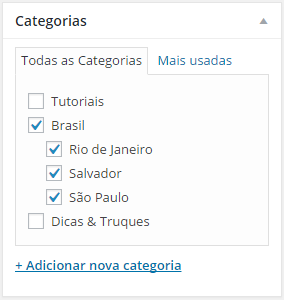 Categorias
Todas as Categorias Mais usadas
Tutoriais
Brasil
Rio de Janeiro
Salvador
São Paulo
Dicas & Truques
+ Adicionar nova categoria